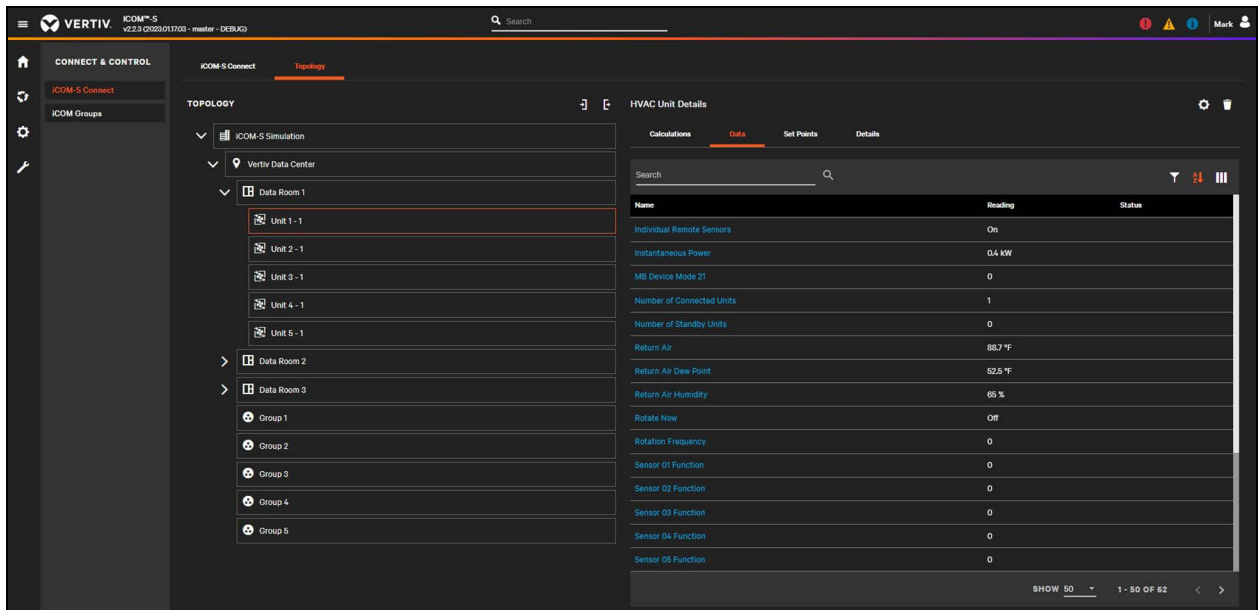 VERTIV.
iCOM™-S
v2.2.3 (2023.01.17.03 - master - DEBUG)
Search
Mark
CONNECT & CONTROL
iCOM-S Connect
iCOM Groups
iCOM-S Connect
Topology
TOPOLOGY
iCOM-S Simulation
Vertiv Data Center
Data Room 1
Unit 1 - 1
Unit 2 - 1
Unit 3 - 1
Unit 4 - 1
Unit 5 - 1
Data Room 2
Data Room 3
Group 1
Group 2
Group 3
Group 4
Group 5
HVAC Unit Details
Calculations Data Set Points Details
Search
Name Reading Status
Individual Remote Sensors On
Instantaneous Power 0.4 kW
MB Device Mode 21 0
Number of Connected Units 1
Number of Standby Units 0
Return Air 88.7 °F
Return Air Dew Point 52.5 °F
Return Air Humidity 65 %
Rotate Now Off
Rotation Frequency 0
Sensor 01 Function 0
Sensor 02 Function 0
Sensor 03 Function 0
Sensor 04 Function 0
Sensor 05 Function 0
SHOW 50 1 - 50 OF 62